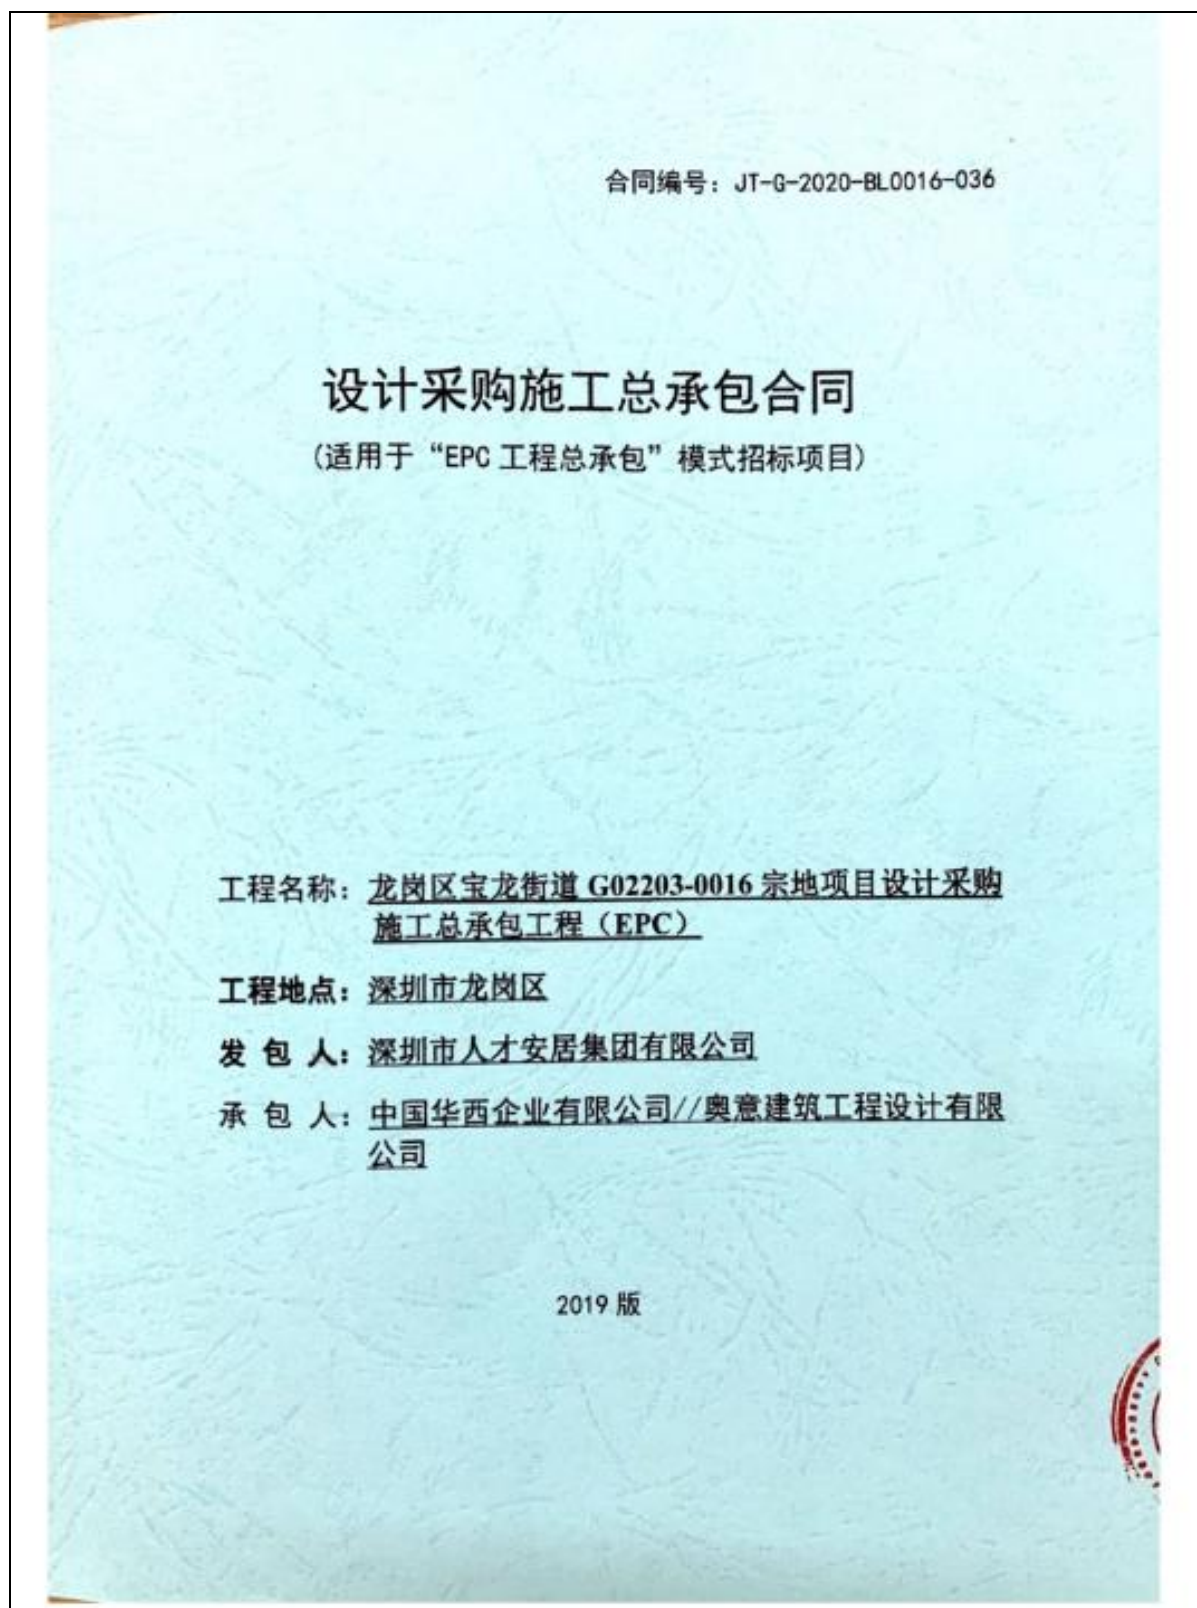 合同编号：JT-G-2020-BL0016-036
设计采购施工总承包合同
(适用于“EPC 工程总承包”模式招标项目)
工程名称：龙岗区宝龙街道 G02203-0016 宗地项目设计采购
施工总承包工程（EPC）
工程地点：深圳市龙岗区
发 包 人：深圳市人才安居集团有限公司
承 包 人：中国华西企业有限公司//奥意建筑工程设计有限
公司
2019 版